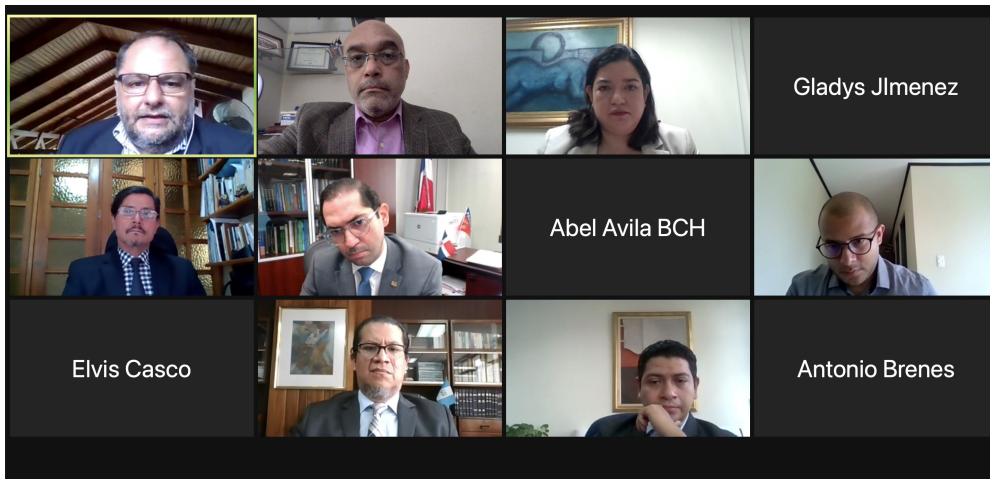 Gladys JImenez
Abel Avila BCH
Elvis Casco
Antonio Brenes